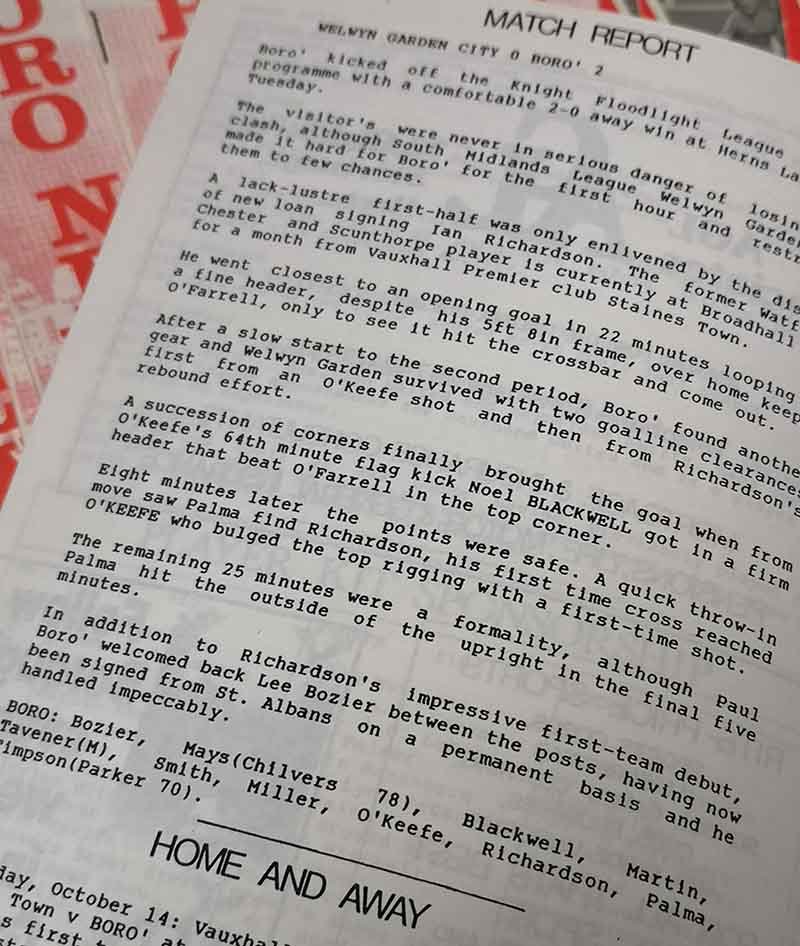 MATCH REPORT
WELWYN GARDEN CITY 0 BORO' 2
Boro' kicked off the Knight Floodlight League
programme with a comfortable 2-0 away win at Herns La
Tuesday.
The visitor's were never in serious danger of losin
clash, although South Midlands League Welwyn Garde
made it hard for Boro' for the first hour and restr
them to few chances.
A lack-lustre first-half was only enlivened by the dis
of new loan signing Ian Richardson. The former Watf
Chester and Scunthorpe player is currently at Broadhall
for a month from Vauxhall Premier club Staines Town.
He went closest to an opening goal in 22 minutes looping
a fine header, despite his 5ft 8in frame, over home keep
O'Farrell, only to see it hit the crossbar and come out.
After a slow start to the second period, Boro' found anothe
gear and Welwyn Garden survived with two goalline clearances
first from an O'Keefe shot and then from Richardson's
rebound effort.
A succession of corners finally brought the goal when from
O'Keefe's 64th minute flag kick Noel BLACKWELL got in a firm
header that beat O'Farrell in the top corner.
Eight minutes later the points were safe. A quick throw-in
move saw Palma find Richardson, his first time cross reached
O'KEEFE who bulged the top rigging with a first-time shot.
The remaining 25 minutes were a formality, although Paul
Palma hit the outside of the upright in the final five
minutes.
In addition to Richardson's impressive first-team debut,
Boro' welcomed back Lee Bozier between the posts, having now
been signed from St. Albans on a permanent basis and he
handled impeccably.
BORO: Bozier, Mays(Chilvers 78), Blackwell, Martin,
Tavener(M), Smith, Miller, O'Keefe, Richardson, Palma,
impson(Parker 70).
HOME AND AWAY
day, October 14: Vauxhal
Town v BORO' at
s first t